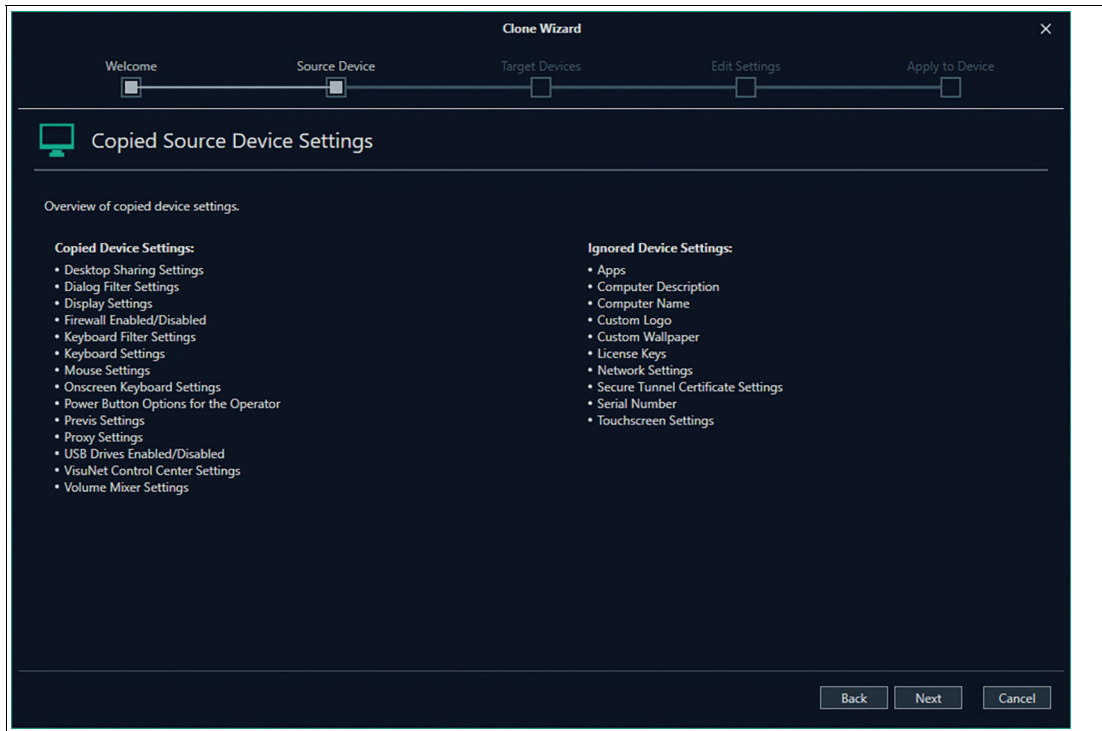 Clone Wizard
Welcome
Source Device
Target Devices
Edit Settings
Apply to Device
Copied Source Device Settings
Overview of copied device settings.
Copied Device Settings:
• Desktop Sharing Settings
• Dialog Filter Settings
• Display Settings
• Firewall Enabled/Disabled
• Keyboard Filter Settings
• Keyboard Settings
• Mouse Settings
• Onscreen Keyboard Settings
• Power Button Options for the Operator
• Previs Settings
• Proxy Settings
• USB Drives Enabled/Disabled
• VisuNet Control Center Settings
• Volume Mixer Settings
Ignored Device Settings:
• Apps
• Computer Description
• Computer Name
• Custom Logo
• Custom Wallpaper
• License Keys
• Network Settings
• Secure Tunnel Certificate Settings
• Serial Number
• Touchscreen Settings
Back
Next
Cancel